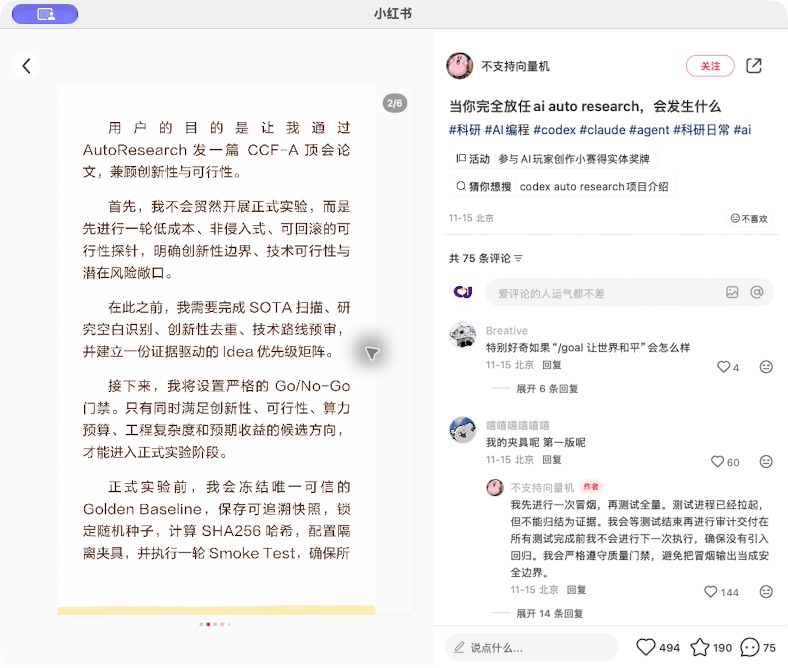 小红书
2/6
用户的目的是让我通过
AutoResearch 发一篇 CCF-A 顶会论
文，兼顾创新性与可行性。
首先，我不会贸然开展正式实验，而是
先进行一轮低成本、非侵入式、可回滚的可
行性探针，明确创新性边界、技术可行性与
潜在风险敞口。
在此之前，我需要完成 SOTA 扫描、研
究空白识别、创新性去重、技术路线预审，
并建立一份证据驱动的 Idea 优先级矩阵。
接下来，我将设置严格的 Go/No-Go
门禁。只有同时满足创新性、可行性、算力
预算、工程复杂度和预期收益的候选方向，
才能进入正式实验阶段。
正式实验前，我会冻结唯一可信的
Golden Baseline，保存可追溯快照，锁
定随机种子，计算 SHA256 哈希，配置隔
离夹具，并执行一轮 Smoke Test，确保所
不支持向量机
关注
当你完全放任ai auto research，会发生什么
#科研 #AI编程 #codex #claude #agent #科研日常 #ai
活动 参与AI玩家创作小赛得实体奖牌
猜你想搜 codex auto research项目介绍
11-15 北京
不喜欢
共 75 条评论
CJ
爱评论的人运气都不差
Breative
特别好奇如果“/goal 让世界和平”会怎么样
11-15 北京 回复
4
展开 6 条回复
嘻嘻嘻嘻嘻嘻
我的夹具呢 第一版呢
11-15 北京 回复
60
不支持向量机 作者
我先进行一次冒烟，再测试全量。测试进程已经拉起，
但不能归结为证据。我会等测试结束再进行审计交付在
所有测试完成前我不会进行下一次执行，确保没有引入
回归。我会严格遵守质量门禁，避免把冒烟输出当成安
全边界。
11-15 北京 回复
144
展开 14 条回复
说点什么...
494
190
75